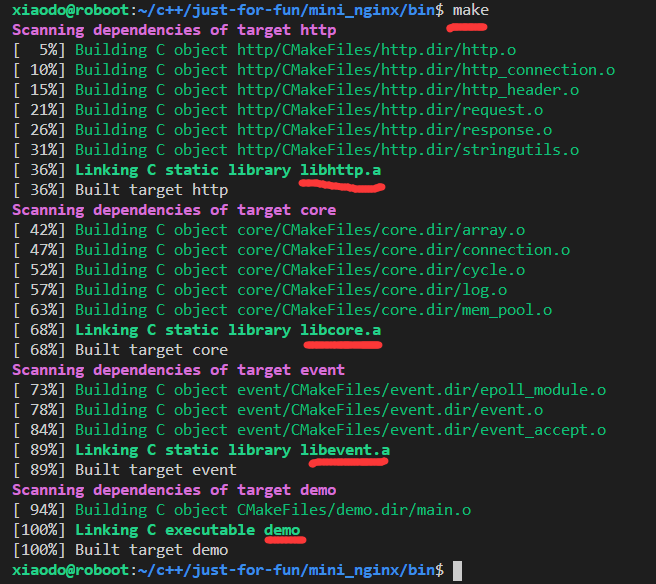 xiaodo@roboot:~/c++/just-for-fun/mini_nginx/bin$ make
Scanning dependencies of target http
[  5%] Building C object http/CMakeFiles/http.dir/http.o
[ 10%] Building C object http/CMakeFiles/http.dir/http_connection.o
[ 15%] Building C object http/CMakeFiles/http.dir/http_header.o
[ 21%] Building C object http/CMakeFiles/http.dir/request.o
[ 26%] Building C object http/CMakeFiles/http.dir/response.o
[ 31%] Building C object http/CMakeFiles/http.dir/stringutils.o
[ 36%] Linking C static library libhttp.a
[ 36%] Built target http
Scanning dependencies of target core
[ 42%] Building C object core/CMakeFiles/core.dir/array.o
[ 47%] Building C object core/CMakeFiles/core.dir/connection.o
[ 52%] Building C object core/CMakeFiles/core.dir/cycle.o
[ 57%] Building C object core/CMakeFiles/core.dir/log.o
[ 63%] Building C object core/CMakeFiles/core.dir/mem_pool.o
[ 68%] Linking C static library libcore.a
[ 68%] Built target core
Scanning dependencies of target event
[ 73%] Building C object event/CMakeFiles/event.dir/epoll_module.o
[ 78%] Building C object event/CMakeFiles/event.dir/event.o
[ 84%] Building C object event/CMakeFiles/event.dir/event_accept.o
[ 89%] Linking C static library libevent.a
[ 89%] Built target event
Scanning dependencies of target demo
[ 94%] Building C object CMakeFiles/demo.dir/main.o
[100%] Linking C executable demo
[100%] Built target demo
xiaodo@roboot:~/c++/just-for-fun/mini_nginx/bin$